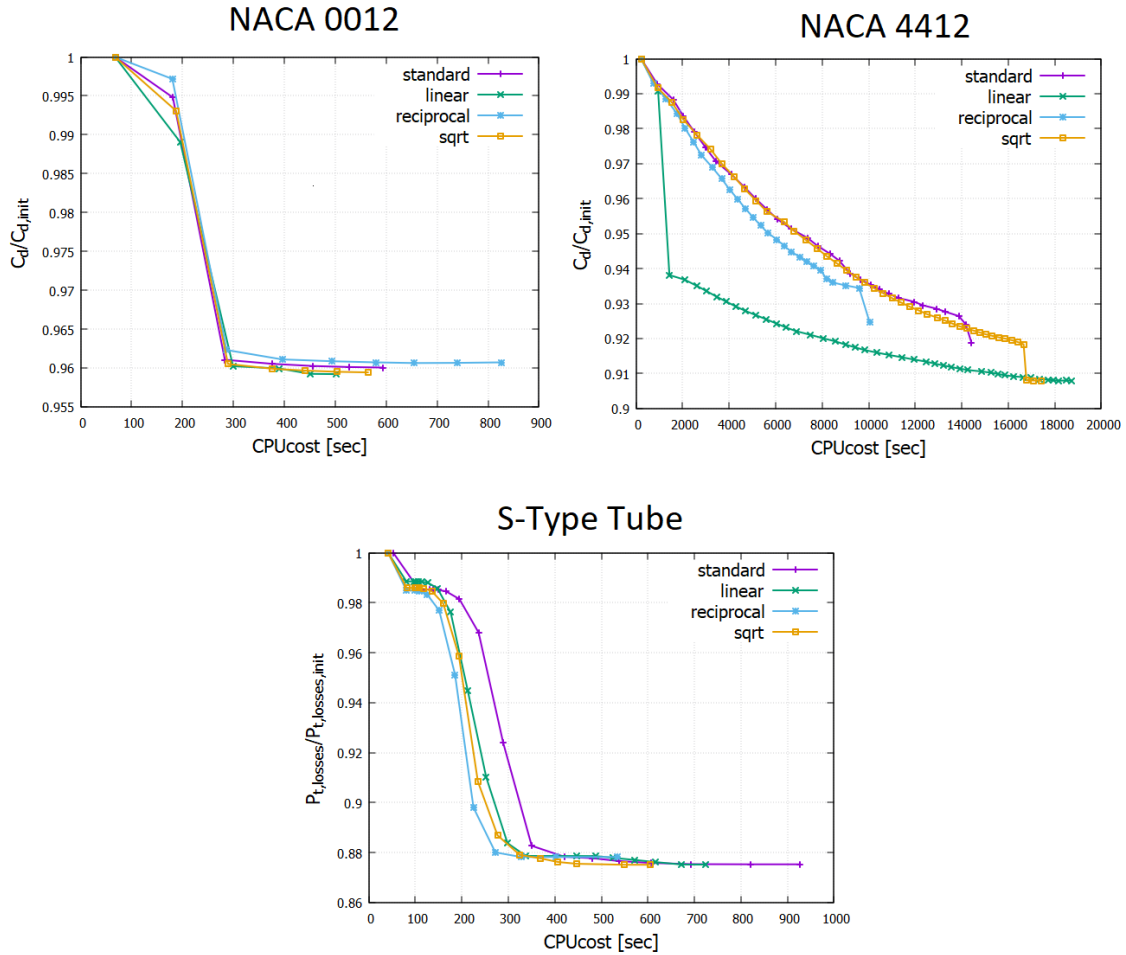 NACA 0012
1
0.995
0.99
0.985
0.98
0.975
0.97
0.965
0.96
0.955
C_d/C_d,init
standard
linear
reciprocal
sqrt
0 100 200 300 400 500 600 700 800 900
CPUcost [sec]
NACA 4412
1
0.99
0.98
0.97
0.96
0.95
0.94
0.93
0.92
0.91
0.9
C_d/C_d,init
standard
linear
reciprocal
sqrt
0 2000 4000 6000 8000 10000 12000 14000 16000 18000 20000
CPUcost [sec]
S-Type Tube
1
0.98
0.96
0.94
0.92
0.9
0.88
0.86
P_t,losses/P_t,losses,init
standard
linear
reciprocal
sqrt
0 100 200 300 400 500 600 700 800 900 1000
CPUcost [sec]